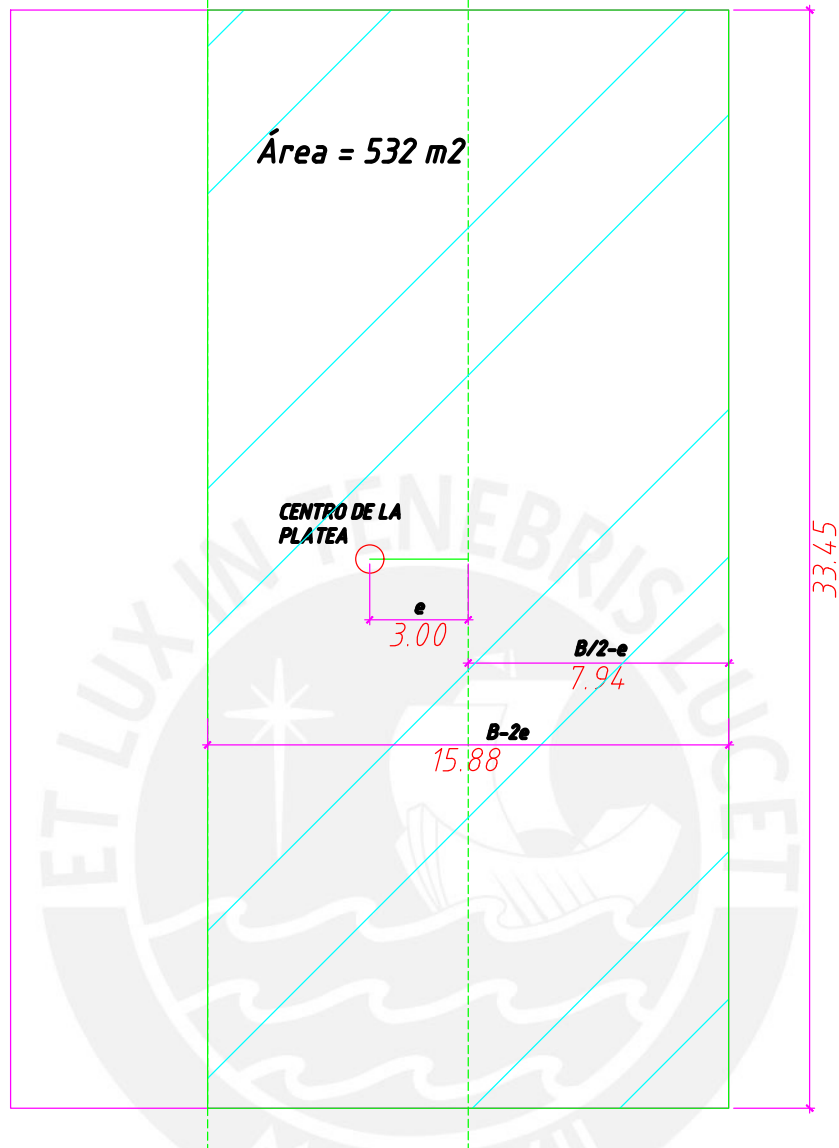 Área = 532 m2
CENTRO DE LA
PLATEA
e
3.00
33.45
B/2-e
7.94
B-2e
15.88
ET LUX IN TENEBRIS LUCET